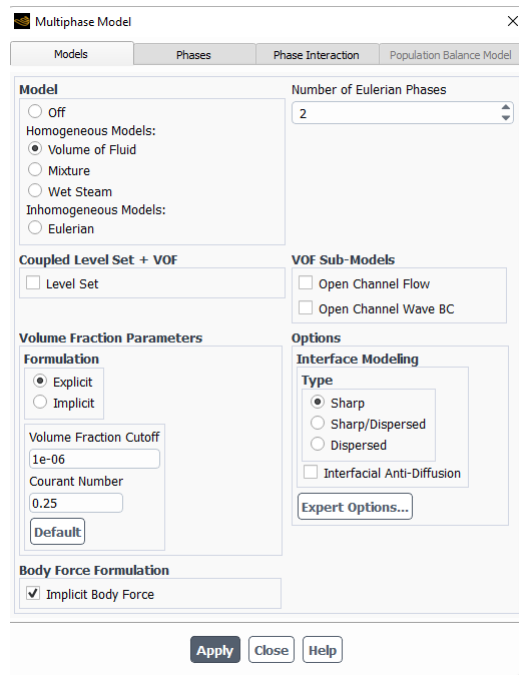 Multiphase Model
Models Phases Phase Interaction Population Balance Model
Model
Off
Homogeneous Models:
Volume of Fluid
Mixture
Wet Steam
Inhomogeneous Models:
Eulerian
Number of Eulerian Phases
2
Coupled Level Set + VOF
Level Set
VOF Sub-Models
Open Channel Flow
Open Channel Wave BC
Volume Fraction Parameters
Formulation
Explicit
Implicit
Volume Fraction Cutoff
1e-06
Courant Number
0.25
Default
Options
Interface Modeling
Type
Sharp
Sharp/Dispersed
Dispersed
Interfacial Anti-Diffusion
Expert Options...
Body Force Formulation
Implicit Body Force
Apply Close Help